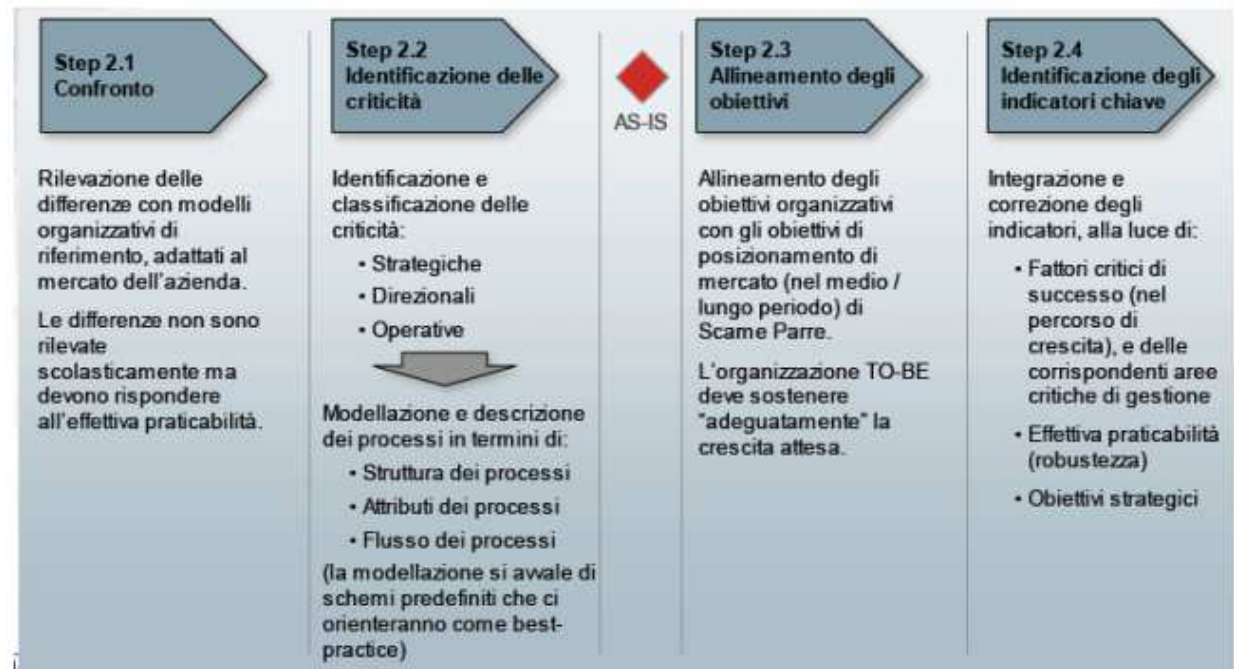 Step 2.1
Confronto
Rilevazione delle
differenze con modelli
organizzativi di
riferimento, adattati al
mercato dell'azienda.
Le differenze non sono
rilevate
scolasticamente ma
devono rispondere
all'effettiva praticabilità.
Step 2.2
Identificazione delle
criticità
Identificazione e
classificazione delle
criticità:
• Strategiche
• Direzionali
• Operative
Modellazione e descrizione
dei processi in termini di:
• Struttura dei processi
• Attributi dei processi
• Flusso dei processi
(la modellazione si avvale di
schemi predefiniti che ci
orienteranno come best-
practice)
AS-IS
Step 2.3
Allineamento degli
obiettivi
Allineamento degli
obiettivi organizzativi
con gli obiettivi di
posizionamento di
mercato (nel medio /
lungo periodo) di
Scame Parre.
L'organizzazione TO-BE
deve sostenere
"adeguatamente" la
crescita attesa.
Step 2.4
Identificazione degli
indicatori chiave
Integrazione e
correzione degli
indicatori, alla luce di:
• Fattori critici di
successo (nel
percorso di
crescita), e delle
corrispondenti aree
critiche di gestione
• Effettiva praticabilità
(robustezza)
• Obiettivi strategici